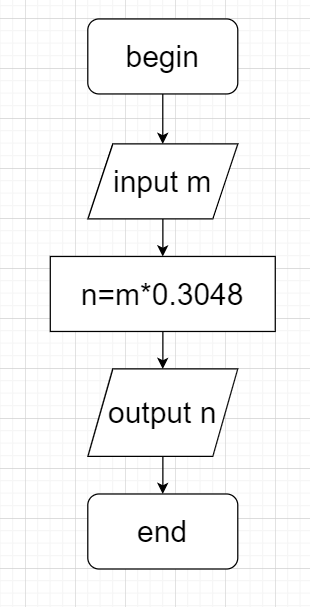 begin
input m
n=m*0.3048
output n
end